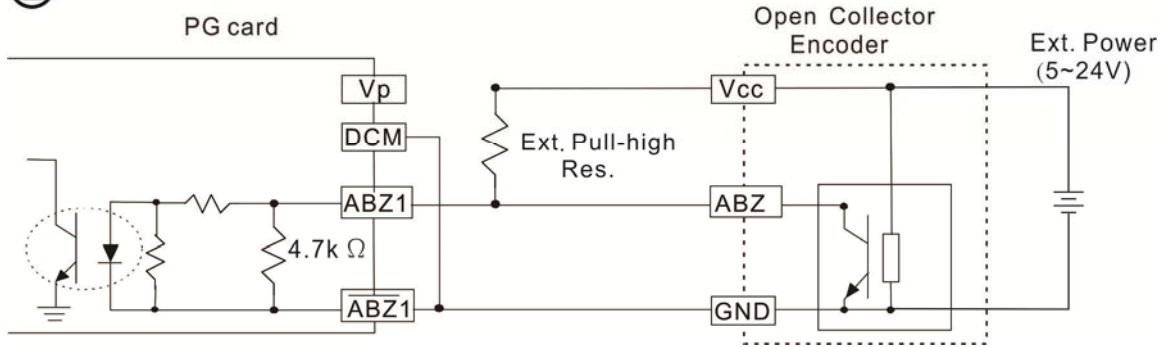 PG card
Open Collector
Encoder
Ext. Power
(5~24V)
Vp
Vcc
DCM
Ext. Pull-high
Res.
ABZ1
ABZ
4.7k Ω
A̅B̅Z̅1
GND